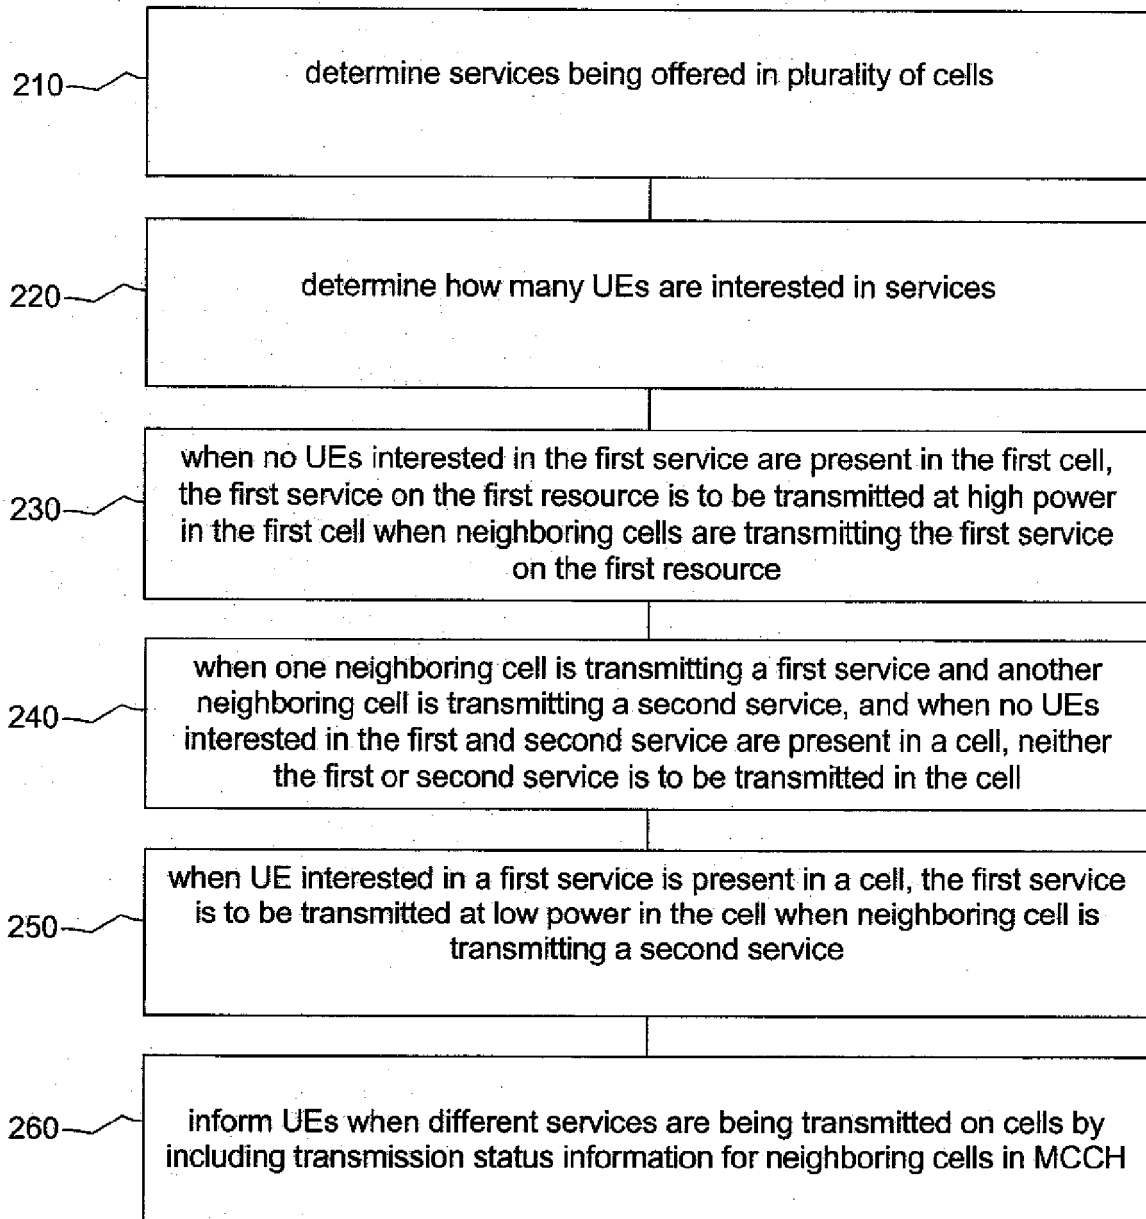 210
determine services being offered in plurality of cells
220
determine how many UEs are interested in services
230
when no UEs interested in the first service are present in the first cell,
the first service on the first resource is to be transmitted at high power
in the first cell when neighboring cells are transmitting the first service
on the first resource
240
when one neighboring cell is transmitting a first service and another
neighboring cell is transmitting a second service, and when no UEs
interested in the first and second service are present in a cell, neither
the first or second service is to be transmitted in the cell
250
when UE interested in a first service is present in a cell, the first service
is to be transmitted at low power in the cell when neighboring cell is
transmitting a second service
260
inform UEs when different services are being transmitted on cells by
including transmission status information for neighboring cells in MCCH